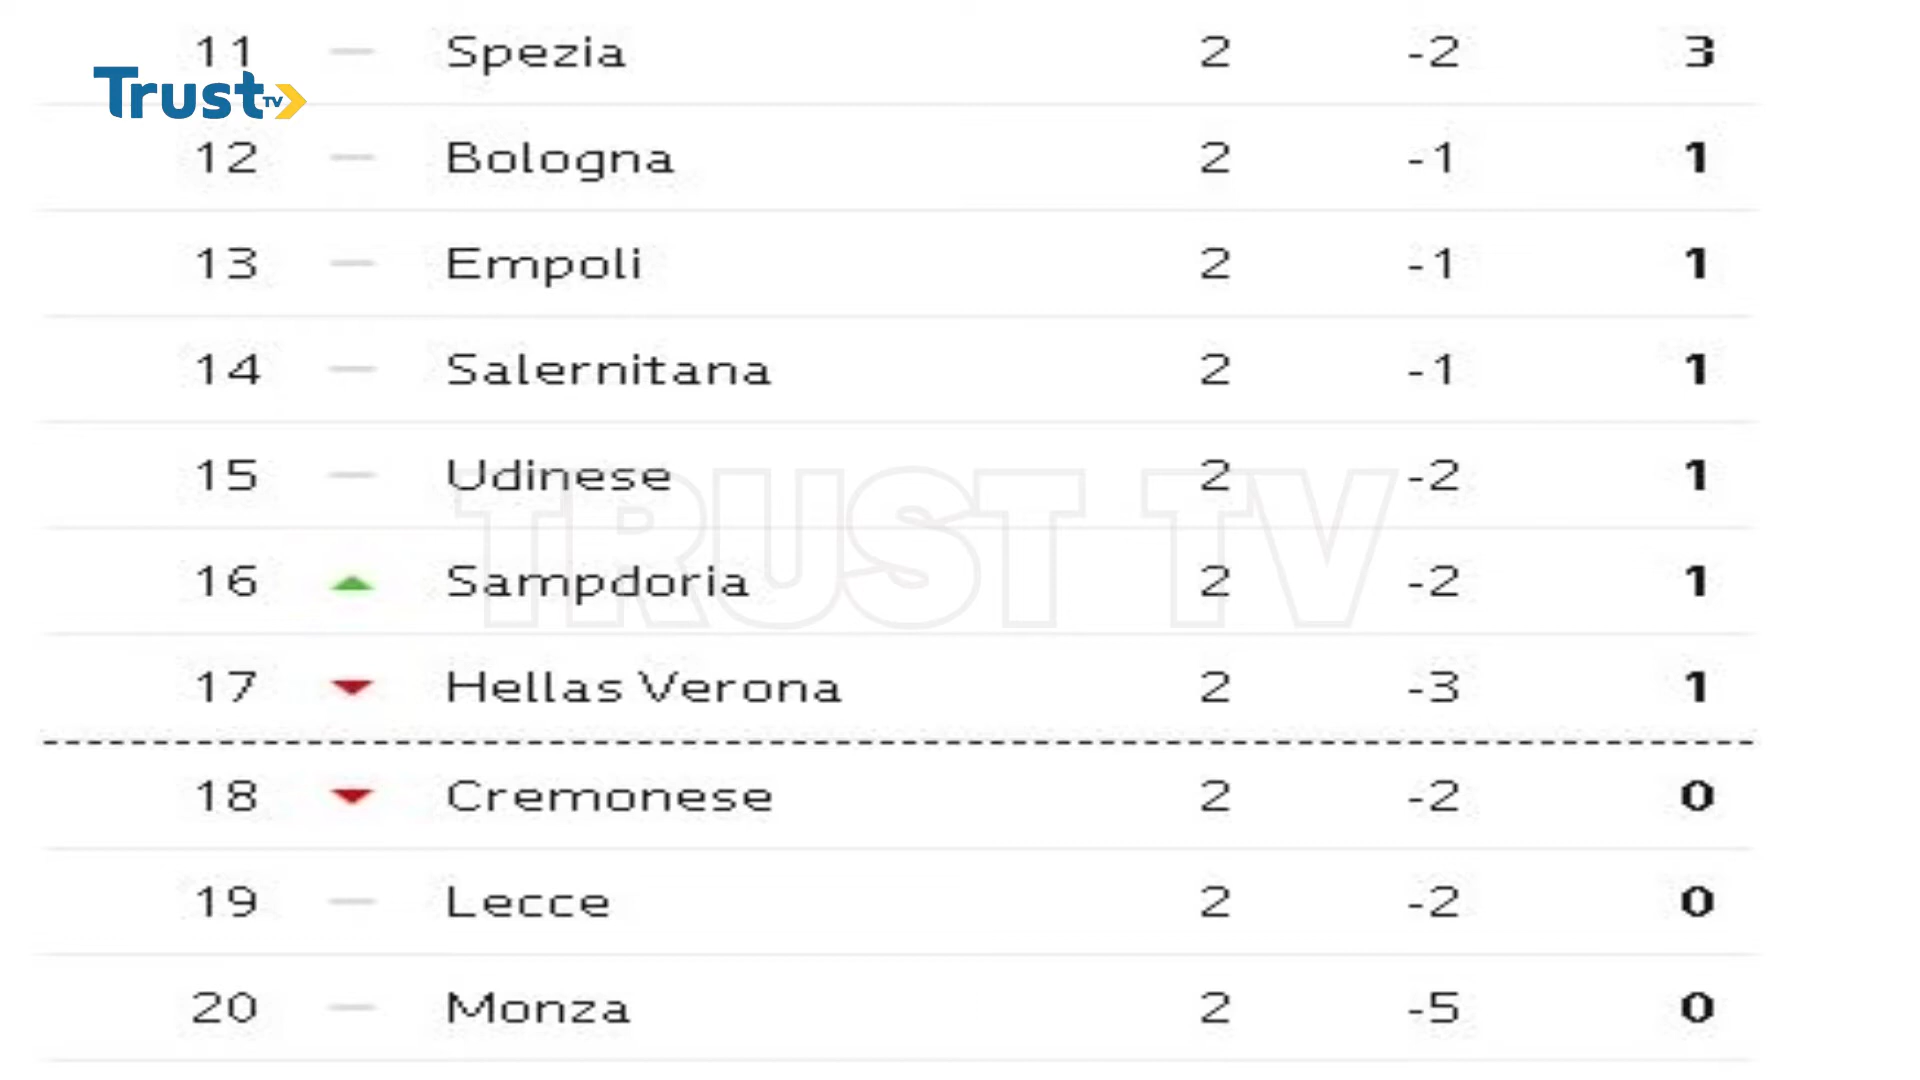 11 — Spezia 2 -2 3
Trust TV
12 — Bologna 2 -1 1
13 — Empoli 2 -1 1
14 — Salernitana 2 -1 1
15 — Udinese 2 -2 1
TRUST TV
16 Sampdoria 2 -2 1
17 Hellas Verona 2 -3 1
18 Cremonese 2 -2 0
19 — Lecce 2 -2 0
20 — Monza 2 -5 0